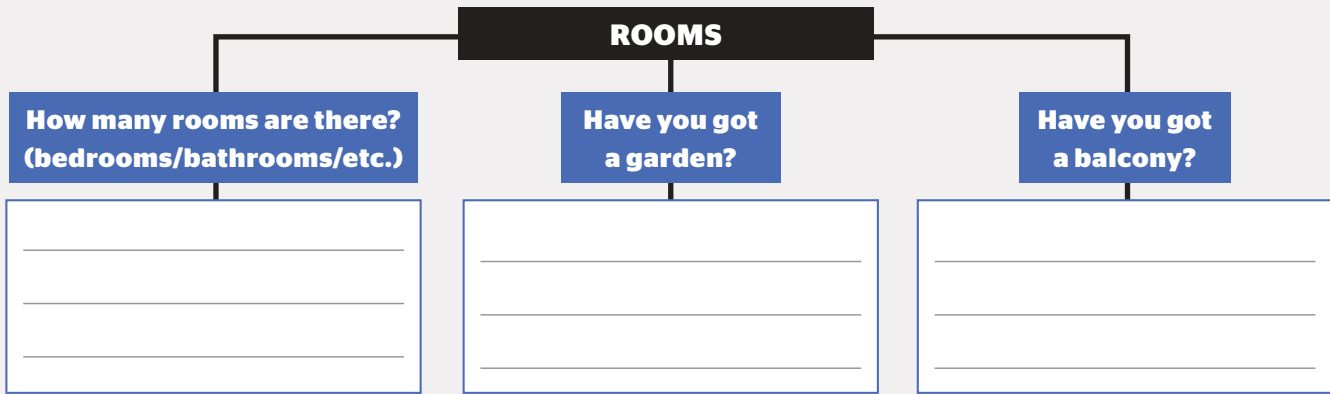 ROOMS
How many rooms are there?
(bedrooms/bathrooms/etc.)
Have you got
a garden?
Have you got
a balcony?